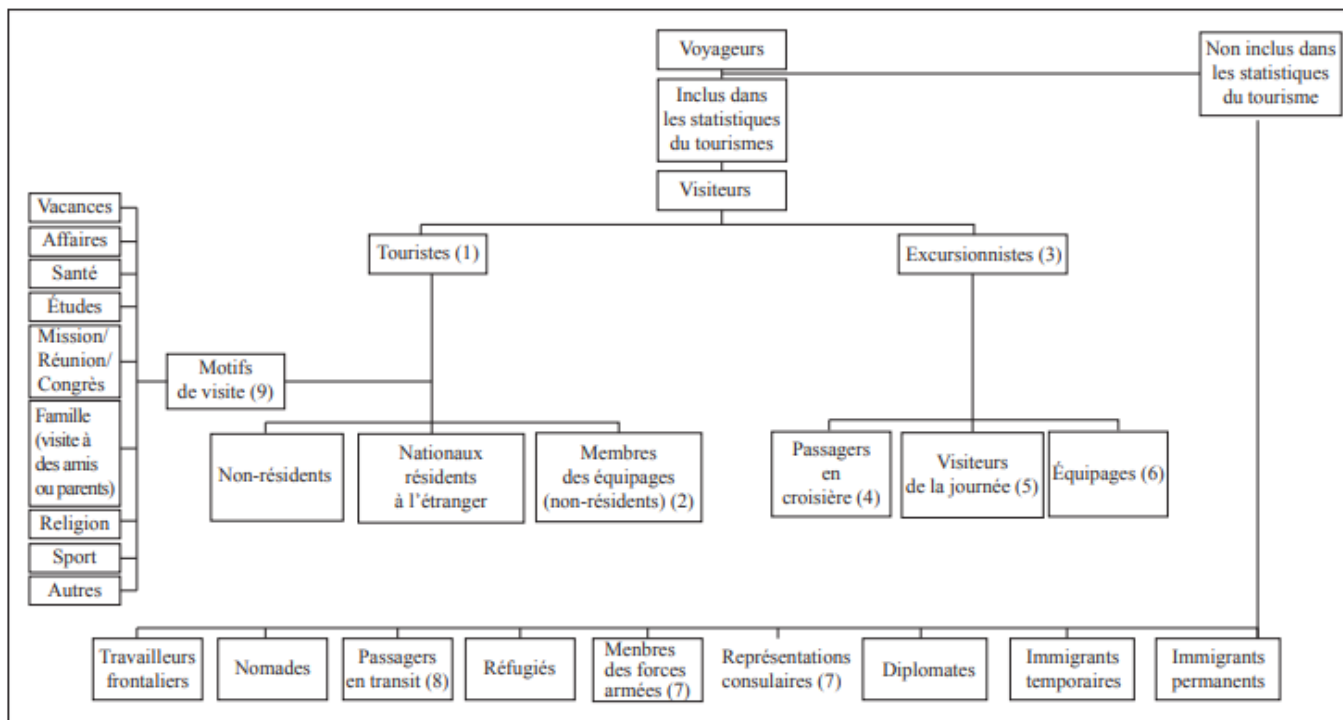 Voyageurs
Non inclus dans
les statistiques
du tourisme
Inclus dans
les statistiques
du tourismes
Visiteurs
Touristes (1)
Excursionnistes (3)
Vacances
Affaires
Santé
Études
Mission/
Réunion/
Congrès
Famille
(visite à
des amis
ou parents)
Religion
Sport
Autres
Motifs
de visite (9)
Non-résidents
Nationaux
résidents
à l’étranger
Membres
des équipages
(non-résidents) (2)
Passagers
en
croisière (4)
Visiteurs
de la journée (5)
Équipages (6)
Travailleurs
frontaliers
Nomades
Passagers
en transit (8)
Réfugiés
Menbres
des forces
armées (7)
Représentations
consulaires (7)
Diplomates
Immigrants
temporaires
Immigrants
permanents